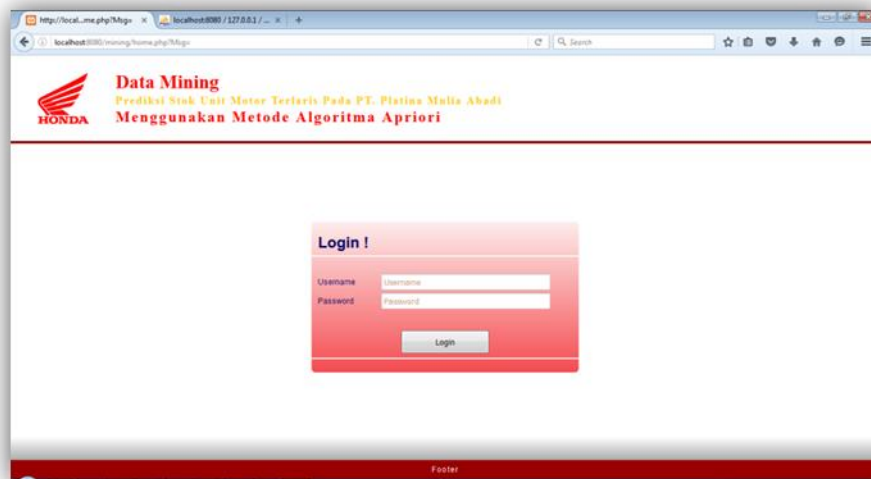 http://local...me.php?Msg=
localhost:8080 / 127.0.0.1 / ...
localhost:8080/mining/home.php?Msg=
Search
HONDA
Data Mining
Prediksi Stok Unit Motor Terlaris Pada PT. Platina Mulia Abadi
Menggunakan Metode Algoritma Apriori
Login !
Username
Username
Password
Password
Login
Footer